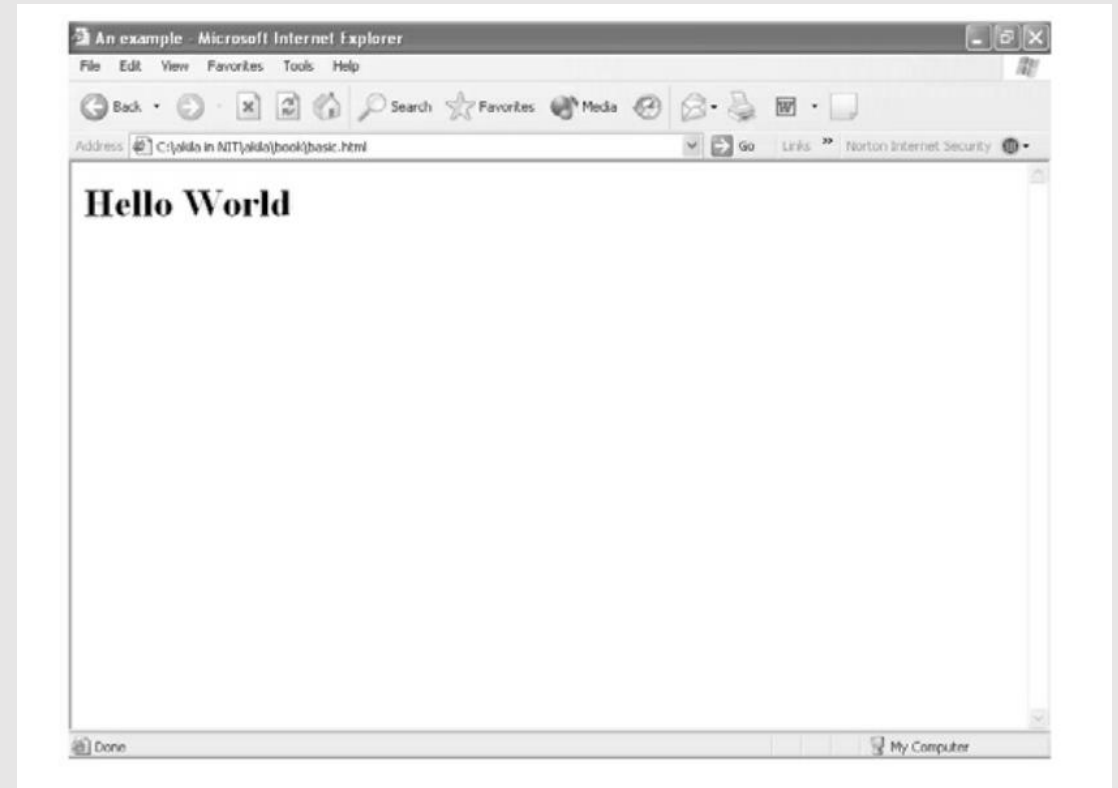 An example - Microsoft Internet Explorer
File Edit View Favorites Tools Help
Back Search Favorites Media
Address C:\akila in NIT\akila\book\basic.html Go Links » Norton Internet Security
Hello World
Done My Computer